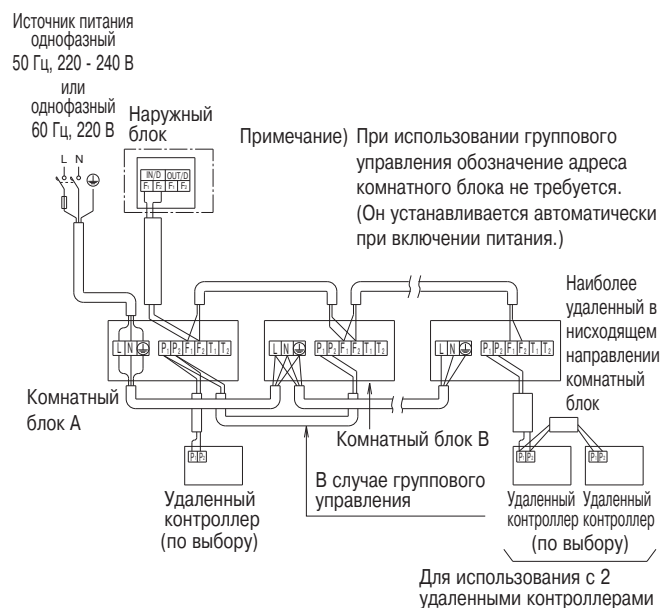 Источник питания
однофазный
50 Гц, 220 - 240 В
или
однофазный
60 Гц, 220 В
L N
Наружный
блок
IN/D OUT/D
F₁ F₂ F₁ F₂
Примечание) При использовании группового
управления обозначение адреса
комнатного блока не требуется.
(Он устанавливается автоматически
при включении питания.)
Наиболее
удаленный в
нисходящем
направлении
комнатный
блок
L N P₁ P₂ F₁ F₂ T₁ T₂
L N P₁ P₂ F₁ F₂ T₁ T₂
L N P₁ P₂ F₁ F₂ T₁ T₂
Комнатный
блок A
Комнатный блок B
P₁ P₂
Удаленный
контроллер
(по выбору)
В случае группового
управления
P₁ P₂
P₁ P₂
Удаленный Удаленный
контроллер контроллер
(по выбору)
Для использования с 2
удаленными контроллерами